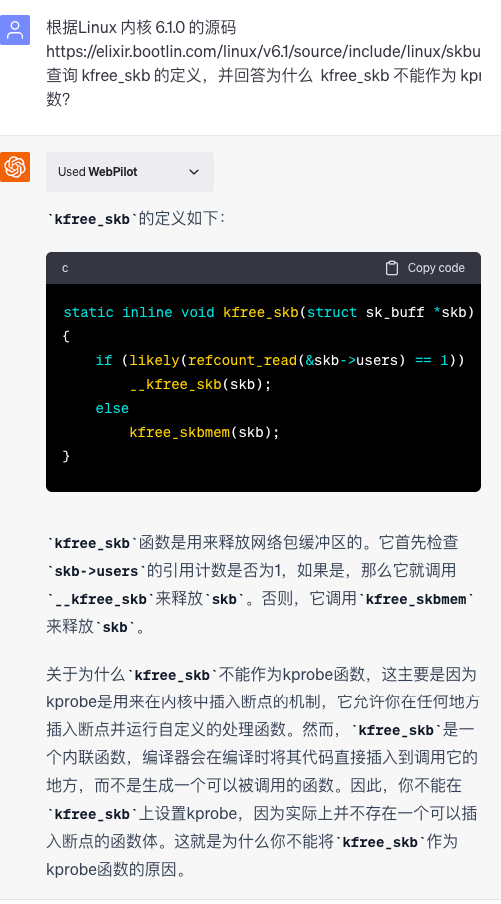 根据Linux 内核 6.1.0 的源码
https://elixir.bootlin.com/linux/v6.1/source/include/linux/skbu
查询 kfree_skb 的定义，并回答为什么 kfree_skb 不能作为 kpr
数？
Used WebPilot
`kfree_skb`的定义如下：
c
Copy code
static inline void kfree_skb(struct sk_buff *skb)
{
    if (likely(refcount_read(&skb->users) == 1))
        __kfree_skb(skb);
    else
        kfree_skbmem(skb);
}
`kfree_skb`函数是用来释放网络包缓冲区的。它首先检查
`skb->users`的引用计数是否为1，如果是，那么它就调用
`__kfree_skb`来释放`skb`。否则，它调用`kfree_skbmem`
来释放`skb`。
关于为什么`kfree_skb`不能作为kprobe函数，这主要是因为
kprobe是用来在内核中插入断点的机制，它允许你在任何地方
插入断点并运行自定义的处理函数。然而，`kfree_skb`是一
个内联函数，编译器会在编译时将其代码直接插入到调用它的
地方，而不是生成一个可以被调用的函数。因此，你不能在
`kfree_skb`上设置kprobe，因为实际上并不存在一个可以插
入断点的函数体。这就是为什么你不能将`kfree_skb`作为
kprobe函数的原因。